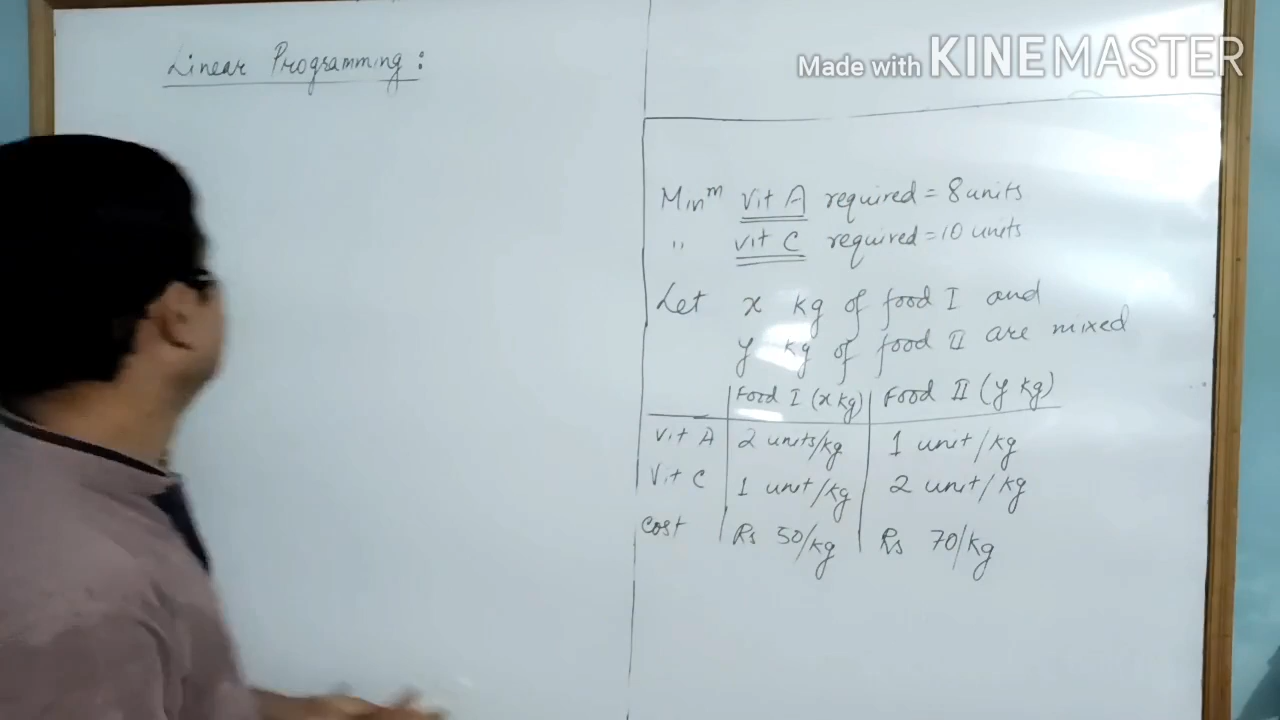 Linear Programming :
Made with KINEMASTER
Minᵐ Vit A required = 8 units
" Vit C required = 10 units
Let x kg of food I and
y kg of food II are mixed
Food I (x kg) Food II (y kg)
Vit A 2 units/kg 1 unit/kg
Vit C 1 unit/kg 2 unit/kg
Cost Rs 50/kg Rs 70/kg